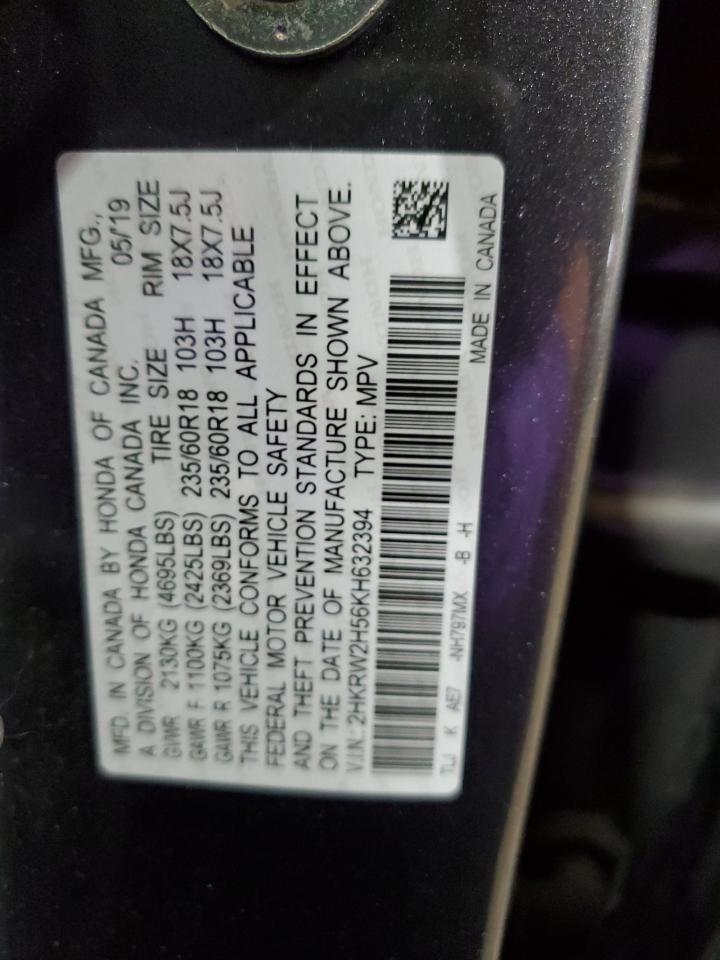 MFD. IN CANADA BY HONDA OF CANADA MFG.,
A DIVISION OF HONDA CANADA INC. 05/'19
GVWR 2130KG (4695LBS) TIRE SIZE RIM SIZE
GAWR F 1100KG (2425LBS) 235/60R18 103H 18X7.5J
GAWR R 1075KG (2369LBS) 235/60R18 103H 18X7.5J
THIS VEHICLE CONFORMS TO ALL APPLICABLE
FEDERAL MOTOR VEHICLE SAFETY
AND THEFT PREVENTION STANDARDS IN EFFECT
ON THE DATE OF MANUFACTURE SHOWN ABOVE.
V.I.N.: 2HKRW2H56KH632394 TYPE: MPV
TLJ K AE7 -NH797MX -B -H
MADE IN CANADA